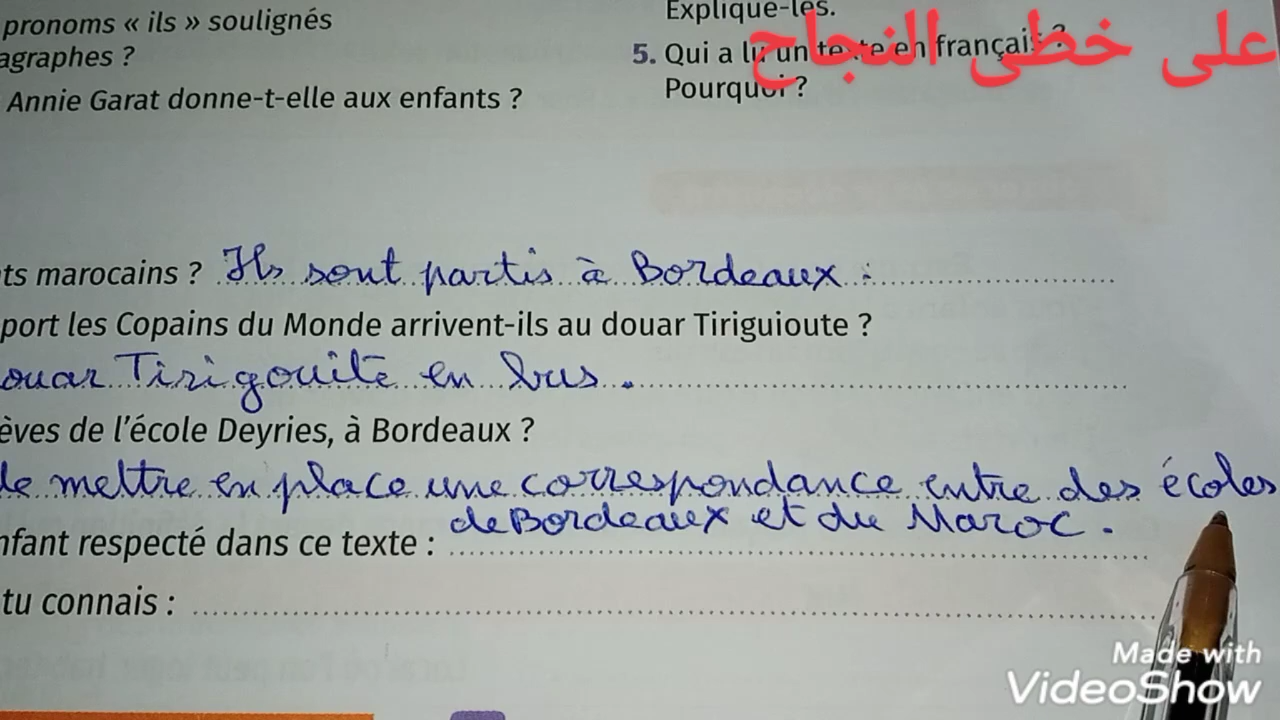 pronoms « ils » soulignés
agraphes ?
Annie Garat donne-t-elle aux enfants ?
Explique-les.
5. Qui a lu un texte en français ?
Pourquoi ?
على خطى النجاح
ts marocains ? Ils sont partis à Bordeaux .
port les Copains du Monde arrivent-ils au douar Tiriguioute ?
ouar Tirigouite en bus .
èves de l'école Deyries, à Bordeaux ?
de mettre en place une correspondance entre des écoles
de Bordeaux et du Maroc .
nfant respecté dans ce texte :
tu connais :
Made with
VideoShow